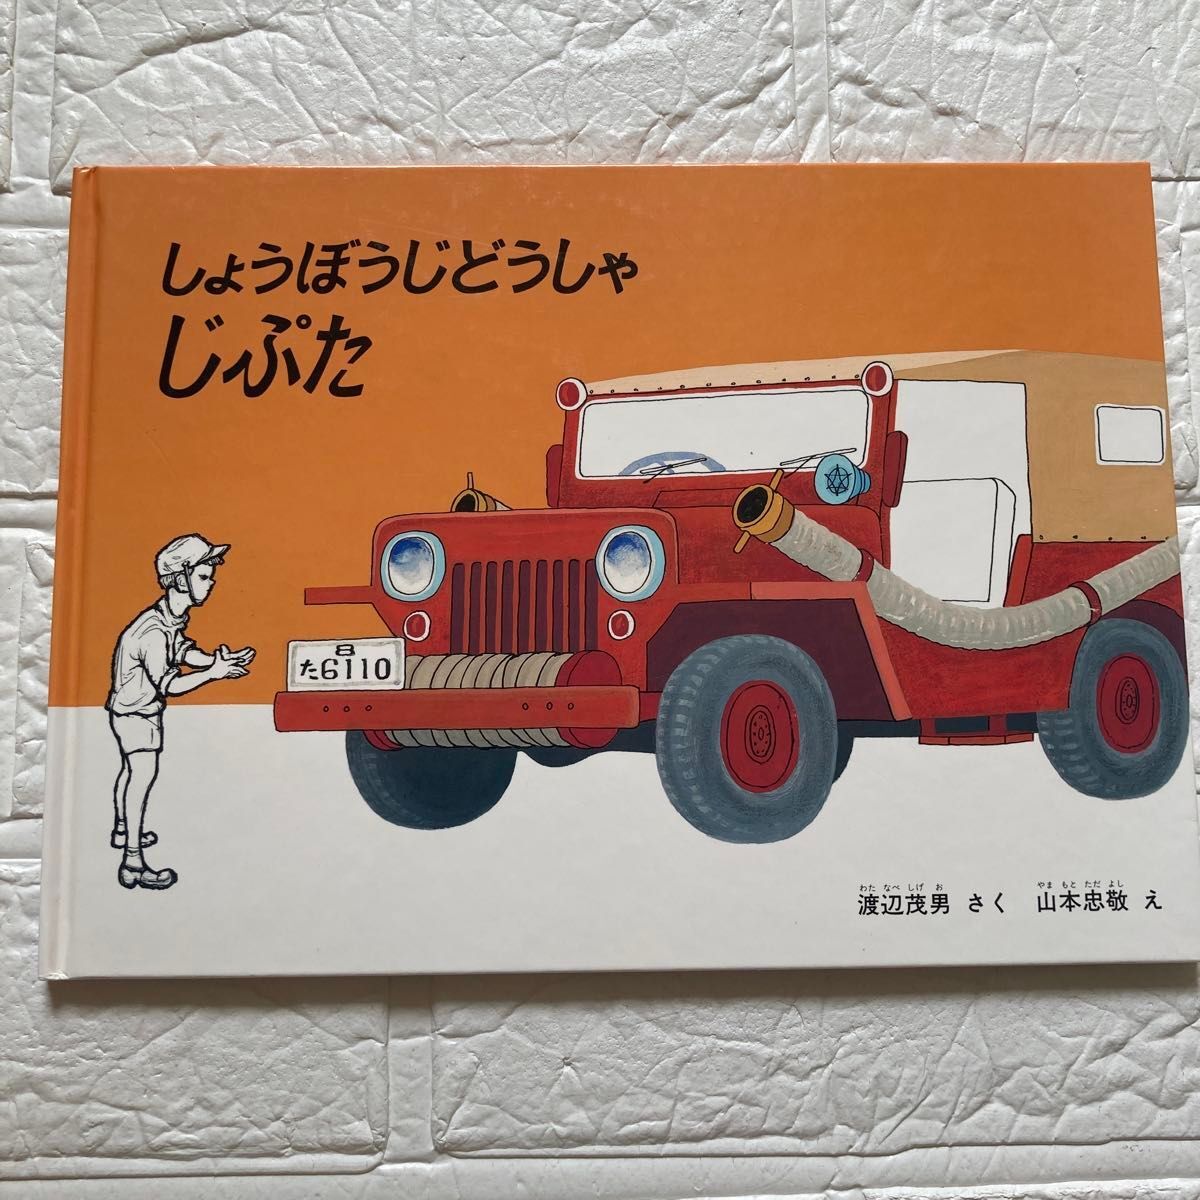 しょうぼうじどうしゃ
じぷた
8
た6110
わた なべ しげ お
渡辺茂男 さく
やま もと ただ よし
山本忠敬 え